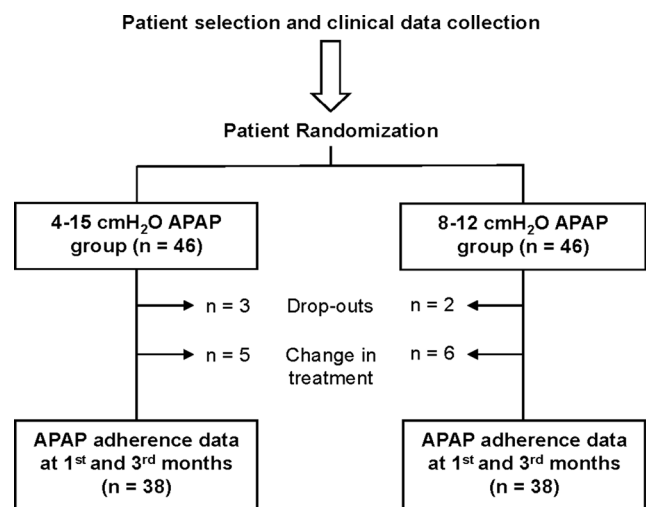 Patient selection and clinical data collection
Patient Randomization
4-15 cmH₂O APAP
group (n = 46)
8-12 cmH₂O APAP
group (n = 46)
n = 3 Drop-outs n = 2
n = 5 Change in n = 6
treatment
APAP adherence data
at 1ˢᵗ and 3ʳᵈ months
(n = 38)
APAP adherence data
at 1ˢᵗ and 3ʳᵈ months
(n = 38)